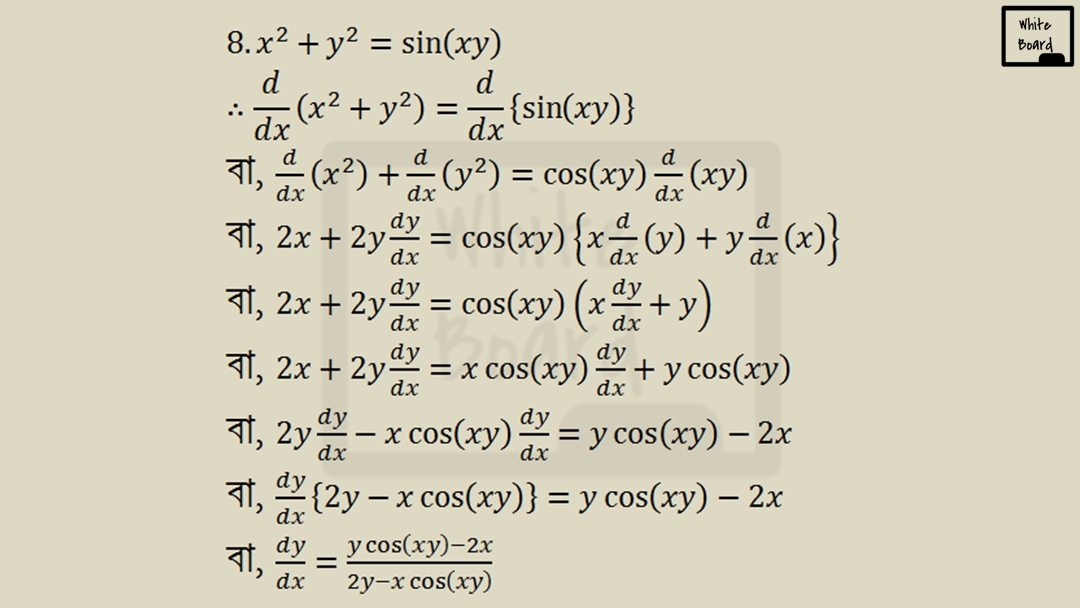 White
Board
8. x² + y² = sin(xy)
∴ d/dx (x² + y²) = d/dx {sin(xy)}
বা, d/dx (x²) + d/dx (y²) = cos(xy) d/dx (xy)
বা, 2x + 2y dy/dx = cos(xy) {x d/dx (y) + y d/dx (x)}
বা, 2x + 2y dy/dx = cos(xy) (x dy/dx + y)
বা, 2x + 2y dy/dx = x cos(xy) dy/dx + y cos(xy)
বা, 2y dy/dx − x cos(xy) dy/dx = y cos(xy) − 2x
বা, dy/dx {2y − x cos(xy)} = y cos(xy) − 2x
বা, dy/dx = (y cos(xy)−2x)/(2y−x cos(xy))
White
Board